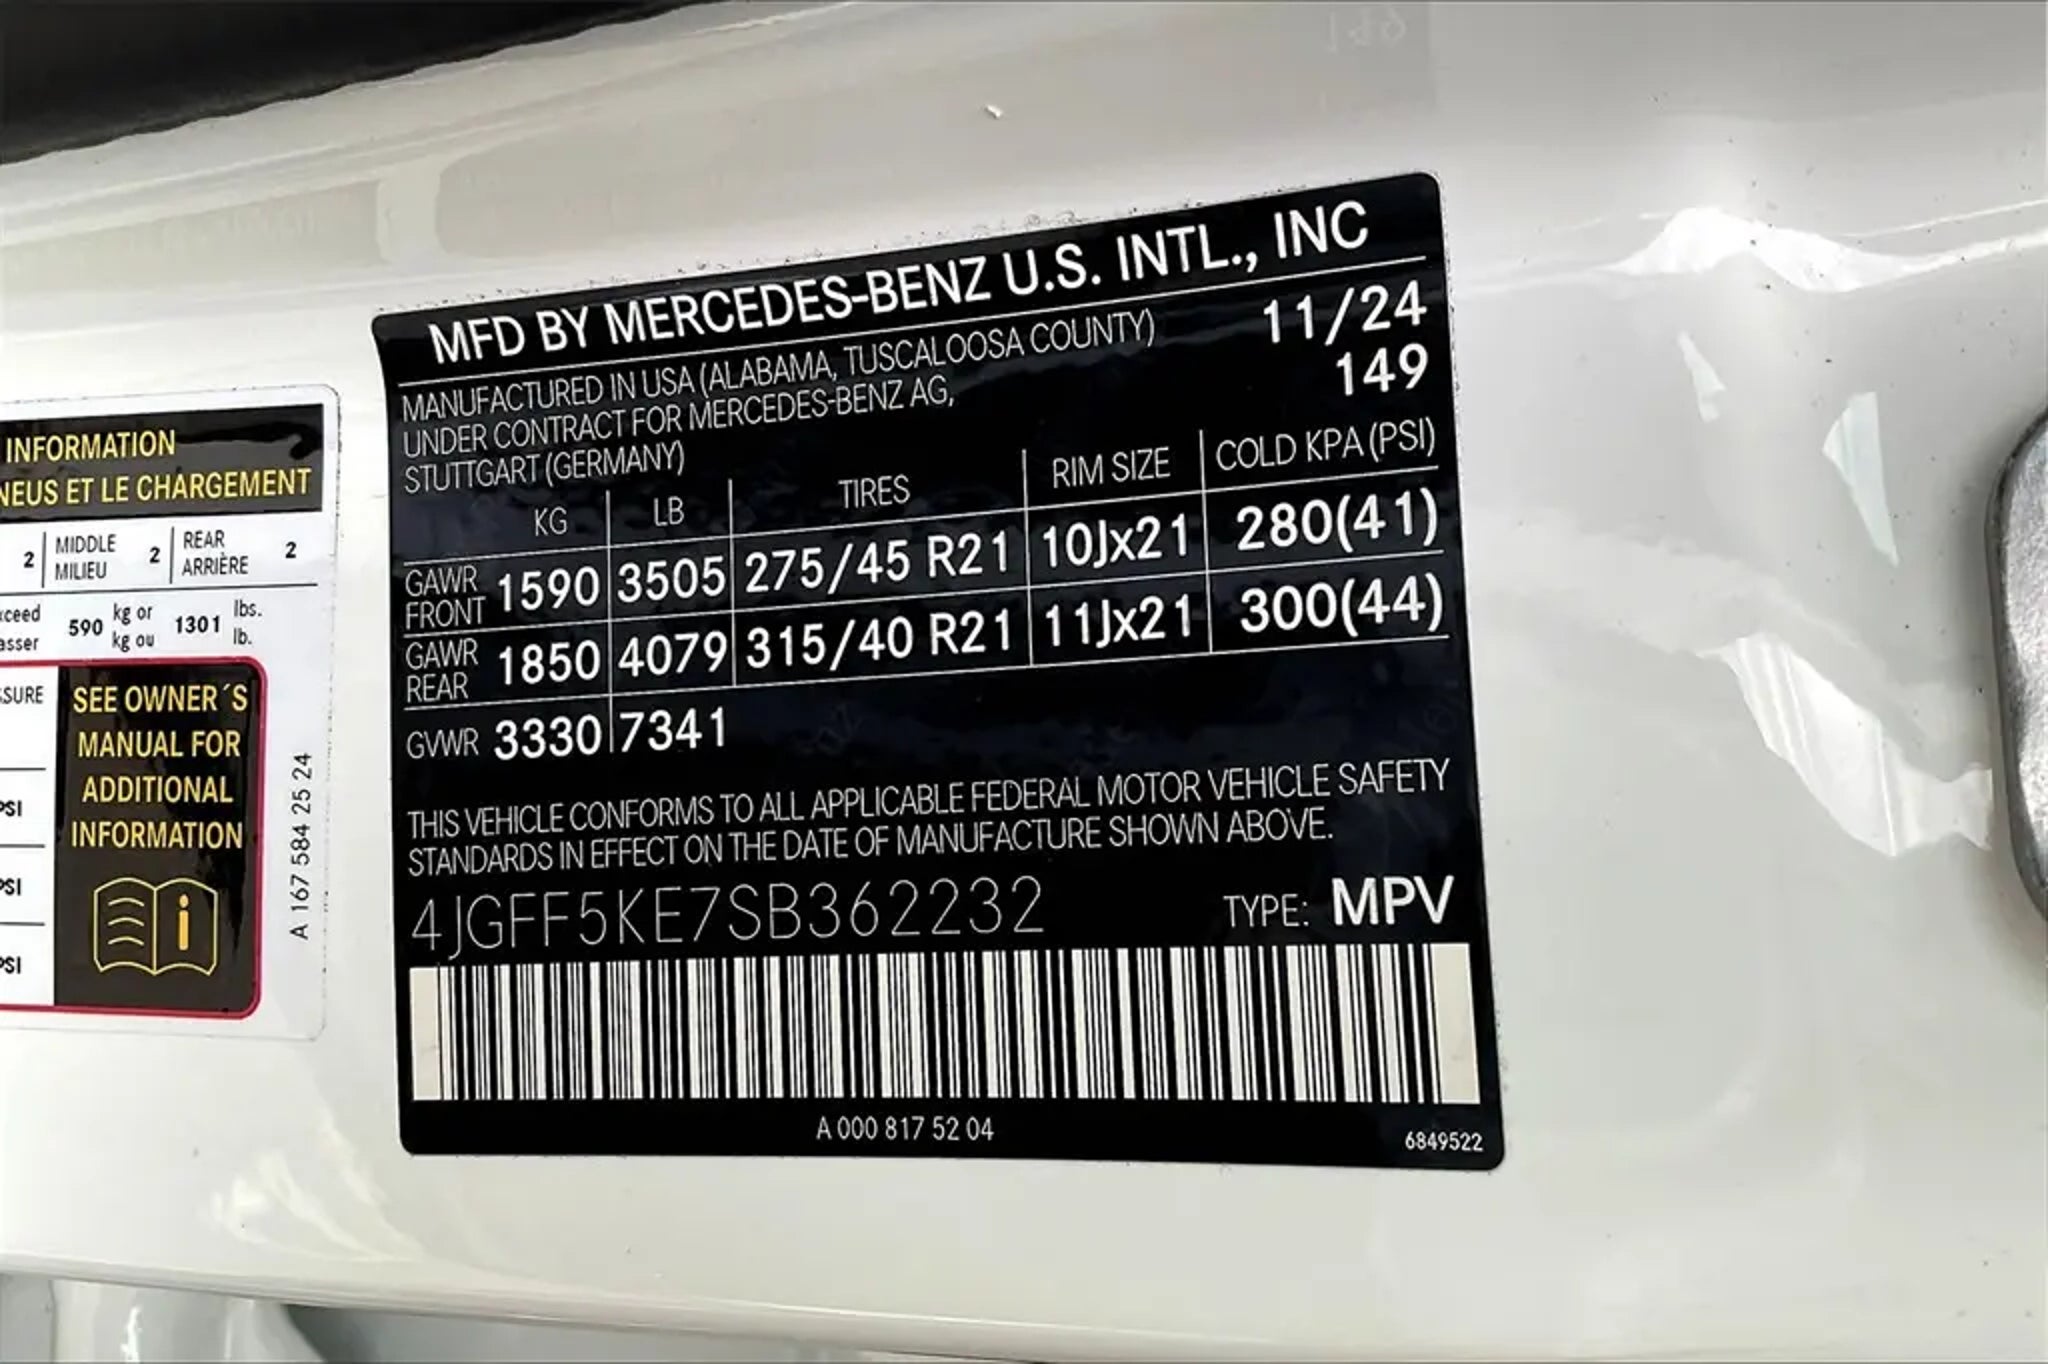 INFORMATION
NEUS ET LE CHARGEMENT
2 MIDDLE MILIEU 2 REAR ARRIÈRE 2
590 kg or kg ou 1301 lbs. lb.
SEE OWNER´S
MANUAL FOR
ADDITIONAL
INFORMATION
PSI
PSI
PSI
A 167 584 25 24
MFD BY MERCEDES-BENZ U.S. INTL., INC
MANUFACTURED IN USA (ALABAMA, TUSCALOOSA COUNTY) 11/24
UNDER CONTRACT FOR MERCEDES-BENZ AG, 149
STUTTGART (GERMANY)
KG LB TIRES RIM SIZE COLD KPA (PSI)
GAWR FRONT 1590 3505 275/45 R21 10Jx21 280(41)
GAWR REAR 1850 4079 315/40 R21 11Jx21 300(44)
GVWR 3330 7341
THIS VEHICLE CONFORMS TO ALL APPLICABLE FEDERAL MOTOR VEHICLE SAFETY
STANDARDS IN EFFECT ON THE DATE OF MANUFACTURE SHOWN ABOVE.
4JGFF5KE7SB362232 TYPE: MPV
A 000 817 52 04
6849522